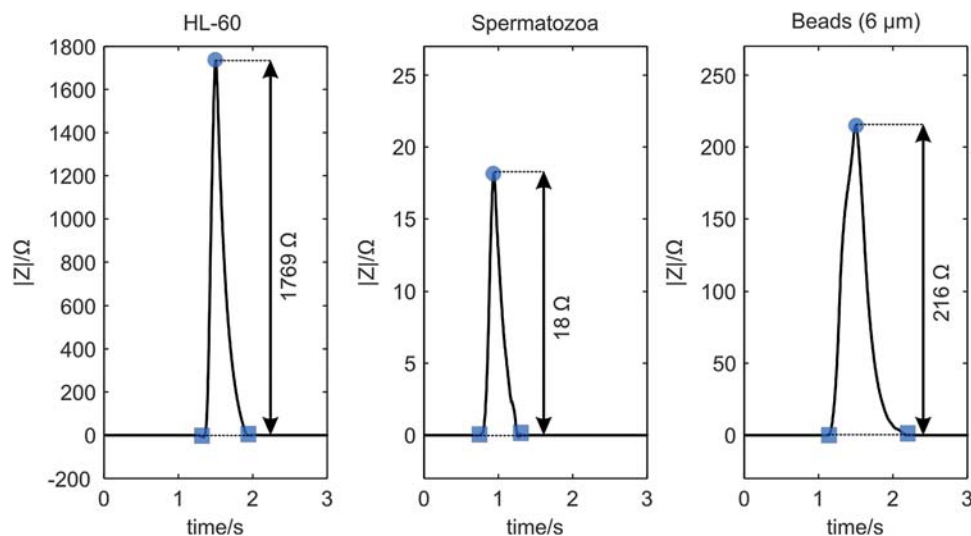 HL-60
|Z|/Ω
1800
1600
1400
1200
1000
800
600
400
200
0
-200
0
1
2
3
time/s
1769 Ω
Spermatozoa
|Z|/Ω
25
20
15
10
5
0
0
1
2
3
time/s
18 Ω
Beads (6 µm)
|Z|/Ω
250
200
150
100
50
0
0
1
2
3
time/s
216 Ω